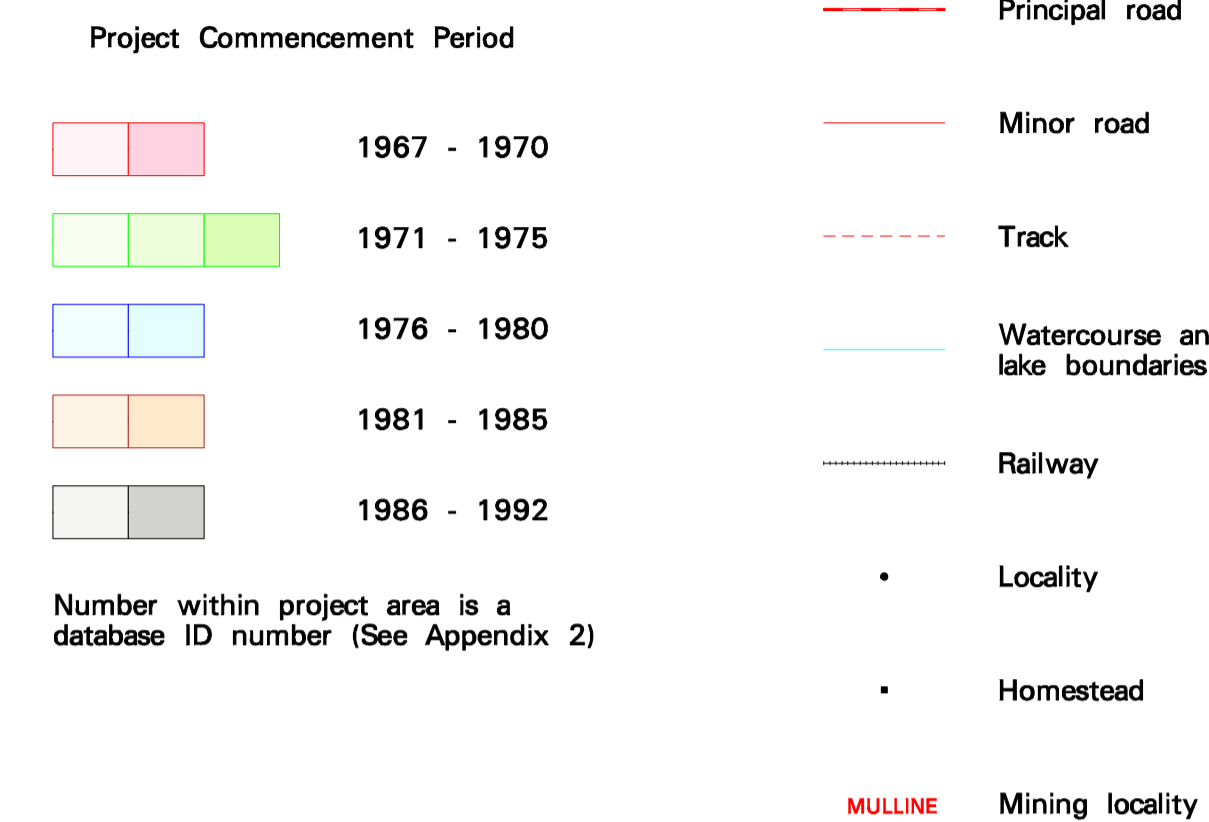 Project Commencement Period
1967 - 1970
1971 - 1975
1976 - 1980
1981 - 1985
1986 - 1992
Number within project area is a
database ID number (See Appendix 2)
Principal road
Minor road
Track
Watercourse an
lake boundaries
Railway
Locality
Homestead
MULLINE Mining locality